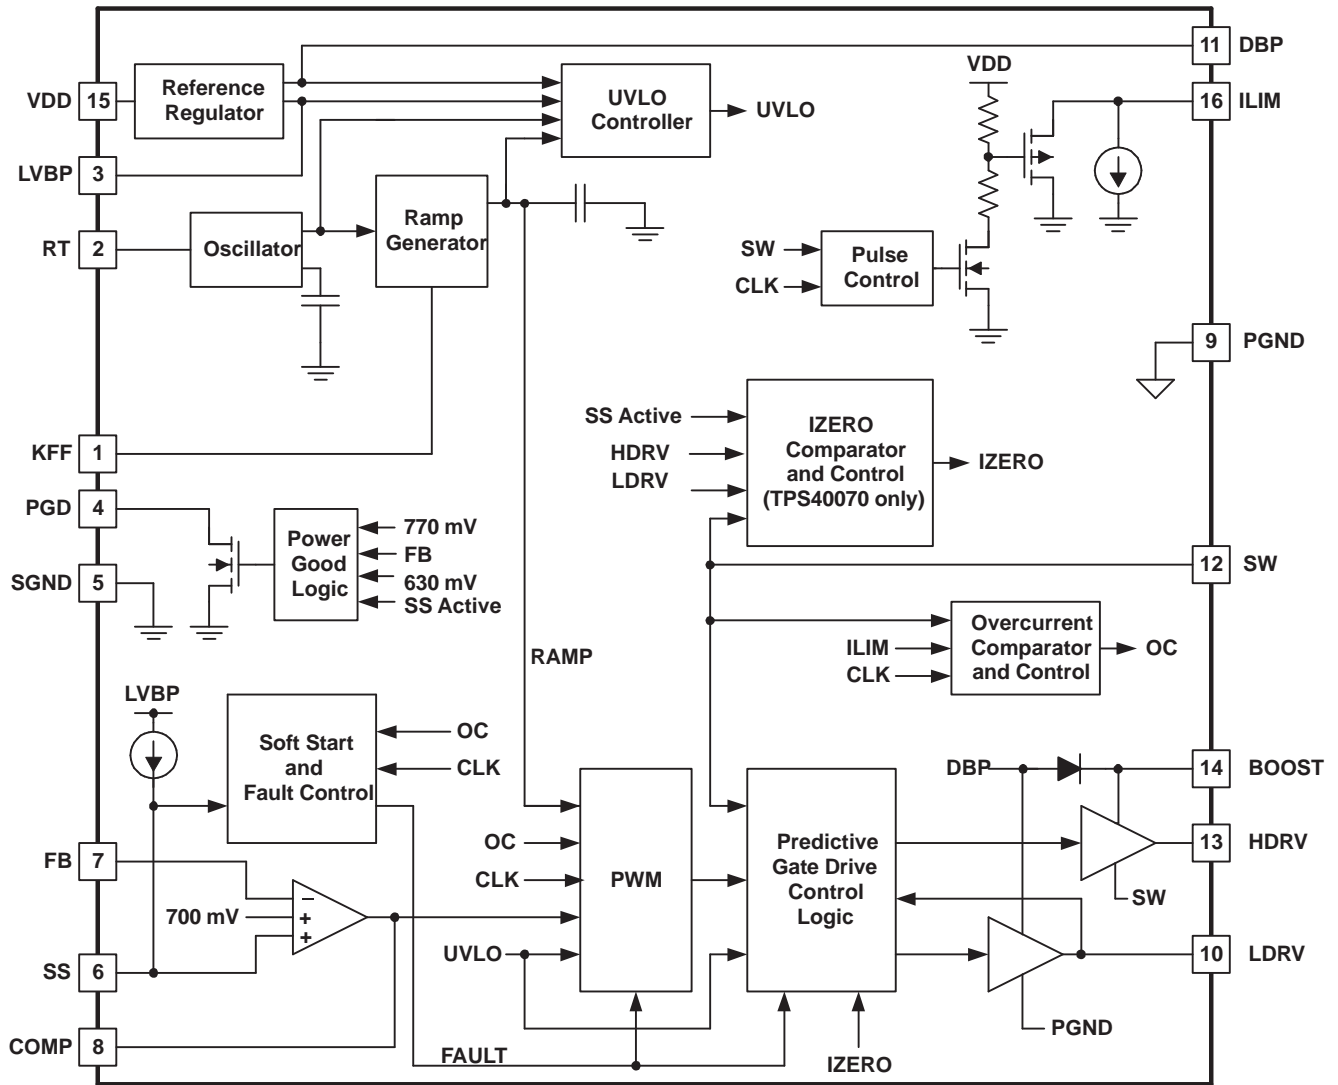 11 DBP
VDD
VDD 15
Reference
Regulator
UVLO
Controller
UVLO
16 ILIM
LVBP 3
RT 2
Oscillator
Ramp
Generator
SW
CLK
Pulse
Control
9 PGND
KFF 1
SS Active
HDRV
LDRV
IZERO
Comparator
and Control
(TPS40070 only)
IZERO
PGD 4
Power
Good
Logic
770 mV
FB
630 mV
SS Active
SGND 5
12 SW
RAMP
ILIM
CLK
Overcurrent
Comparator
and Control
OC
LVBP
Soft Start
and
Fault Control
OC
CLK
DBP
14 BOOST
FB 7
700 mV
−
+
+
OC
CLK
UVLO
PWM
Predictive
Gate Drive
Control
Logic
13 HDRV
SW
SS 6
10 LDRV
PGND
COMP 8
FAULT
IZERO